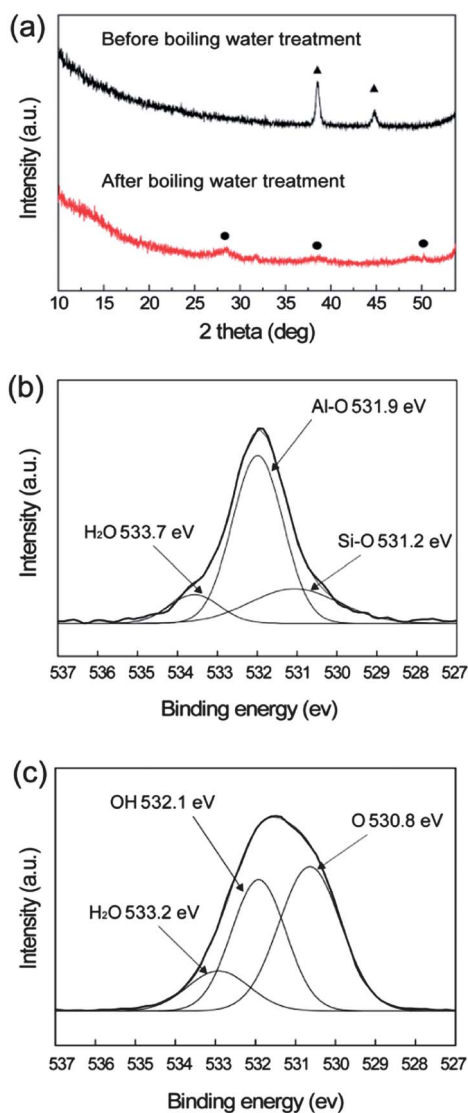 (a)
Before boiling water treatment
After boiling water treatment
Intensity (a.u.)
10 15 20 25 30 35 40 45 50
2 theta (deg)
(b)
Al-O 531.9 eV
H₂O 533.7 eV
Si-O 531.2 eV
Intensity (a.u.)
537 536 535 534 533 532 531 530 529 528 527
Binding energy (ev)
(c)
OH 532.1 eV
O 530.8 eV
H₂O 533.2 eV
Intensity (a.u.)
537 536 535 534 533 532 531 530 529 528 527
Binding energy (ev)